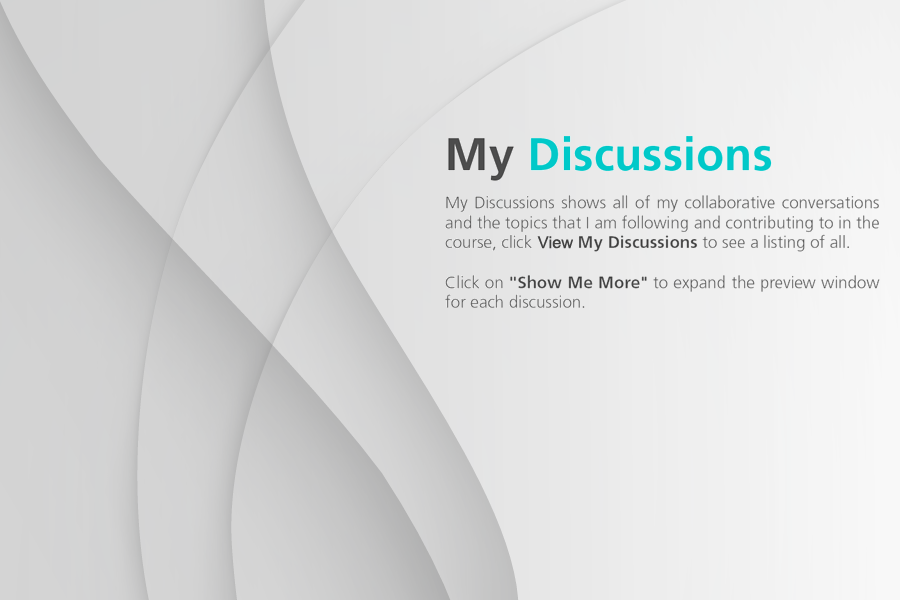 My Discussions
My Discussions shows all of my collaborative conversations
and the topics that I am following and contributing to in the
course, click View My Discussions to see a listing of all.
Click on "Show Me More" to expand the preview window
for each discussion.